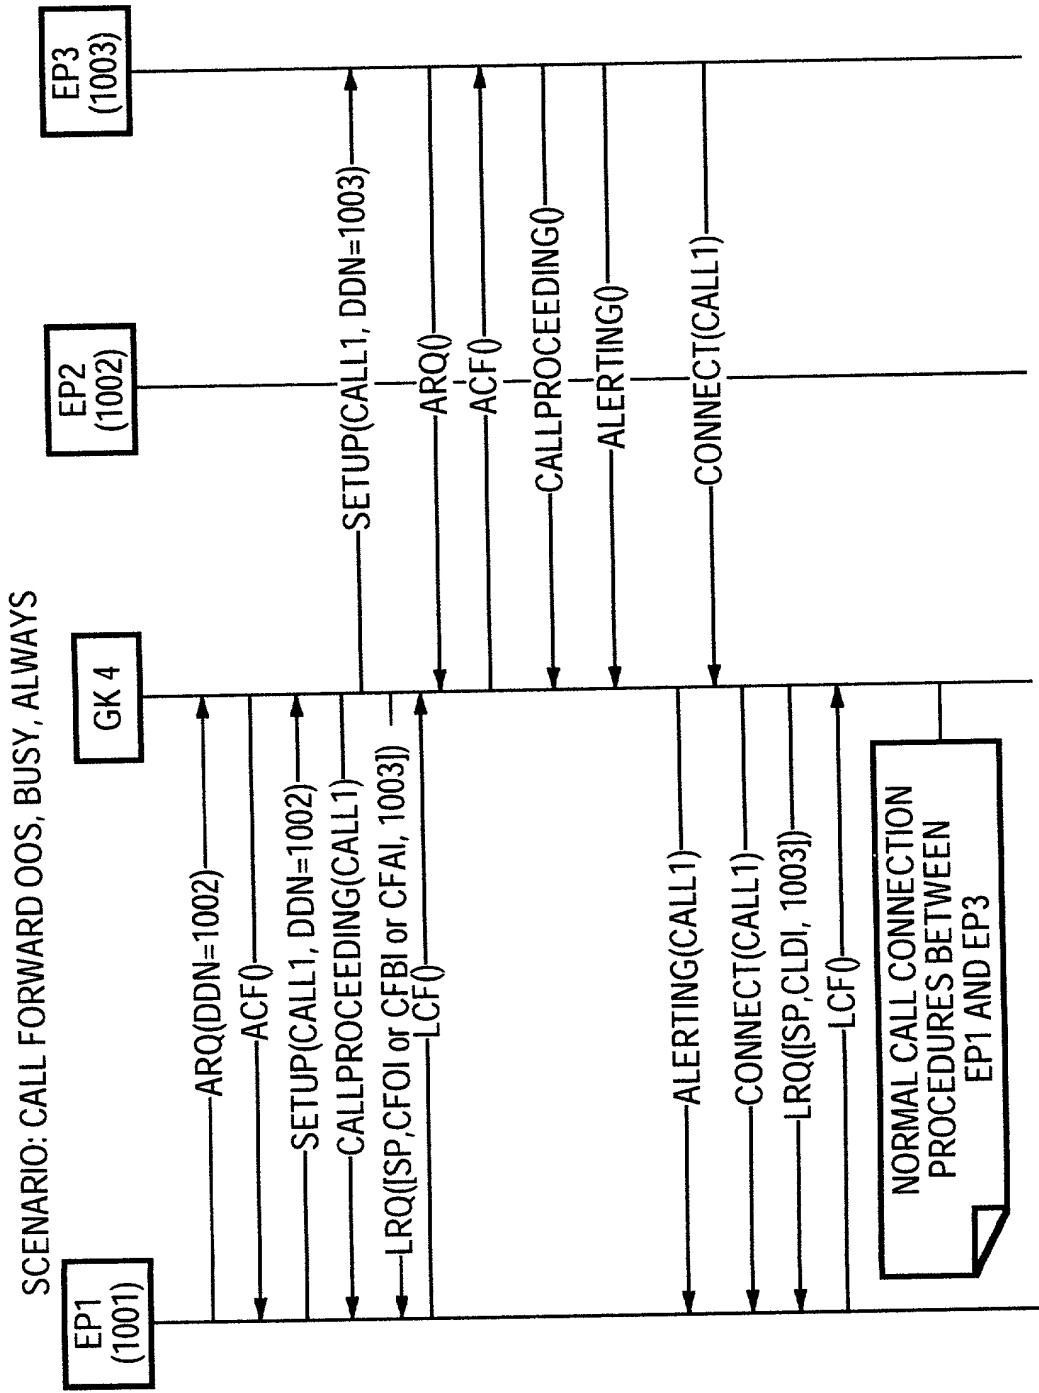 SCENARIO: CALL FORWARD OOS, BUSY, ALWAYS
EP1
(1001)
GK 4
EP2
(1002)
EP3
(1003)
ARQ(DDN=1002)
ACF()
SETUP(CALL1, DDN=1002)
CALLPROCEEDING(CALL1)
SETUP(CALL1, DDN=1003)
LRQ([SP,CFOI or CFBI or CFAI, 1003])
LCF()
ARQ()
ACF()
CALLPROCEEDING()
ALERTING()
ALERTING(CALL1)
CONNECT(CALL1)
CONNECT(CALL1)
LRQ([SP,CLDI, 1003])
LCF()
NORMAL CALL CONNECTION
PROCEDURES BETWEEN
EP1 AND EP3